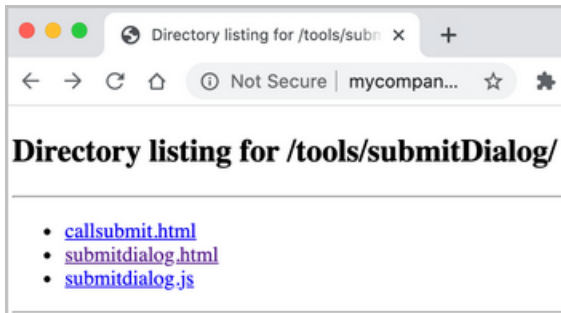 Directory listing for /tools/subm
Not Secure | mycompan...
Directory listing for /tools/submitDialog/
callsubmit.html
submitdialog.html
submitdialog.js